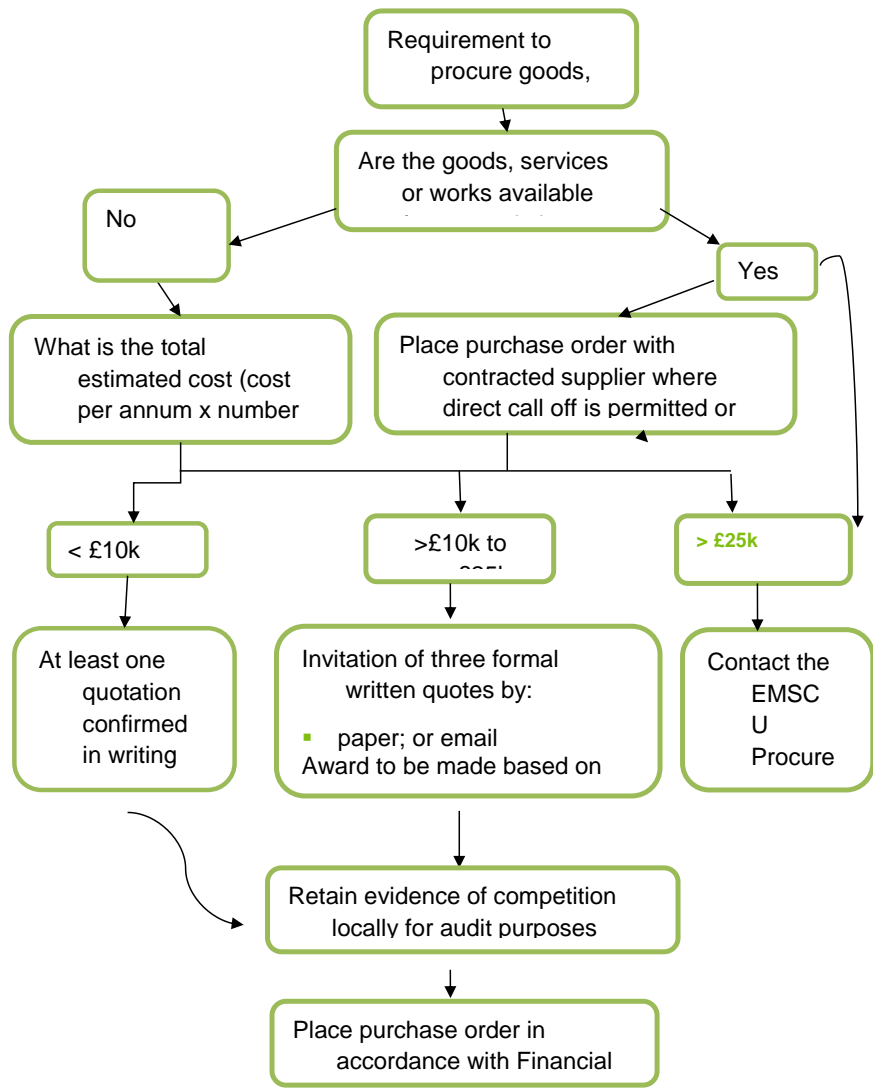 Requirement to
procure goods,
Are the goods, services
or works available
No
Yes
What is the total
estimated cost (cost
per annum x number
Place purchase order with
contracted supplier where
direct call off is permitted or
< £10k
>£10k to
> £25k
At least one
quotation
confirmed
in writing
Invitation of three formal
written quotes by:
▪ paper; or email
Award to be made based on
Contact the
EMSC
U
Procure
Retain evidence of competition
locally for audit purposes
Place purchase order in
accordance with Financial